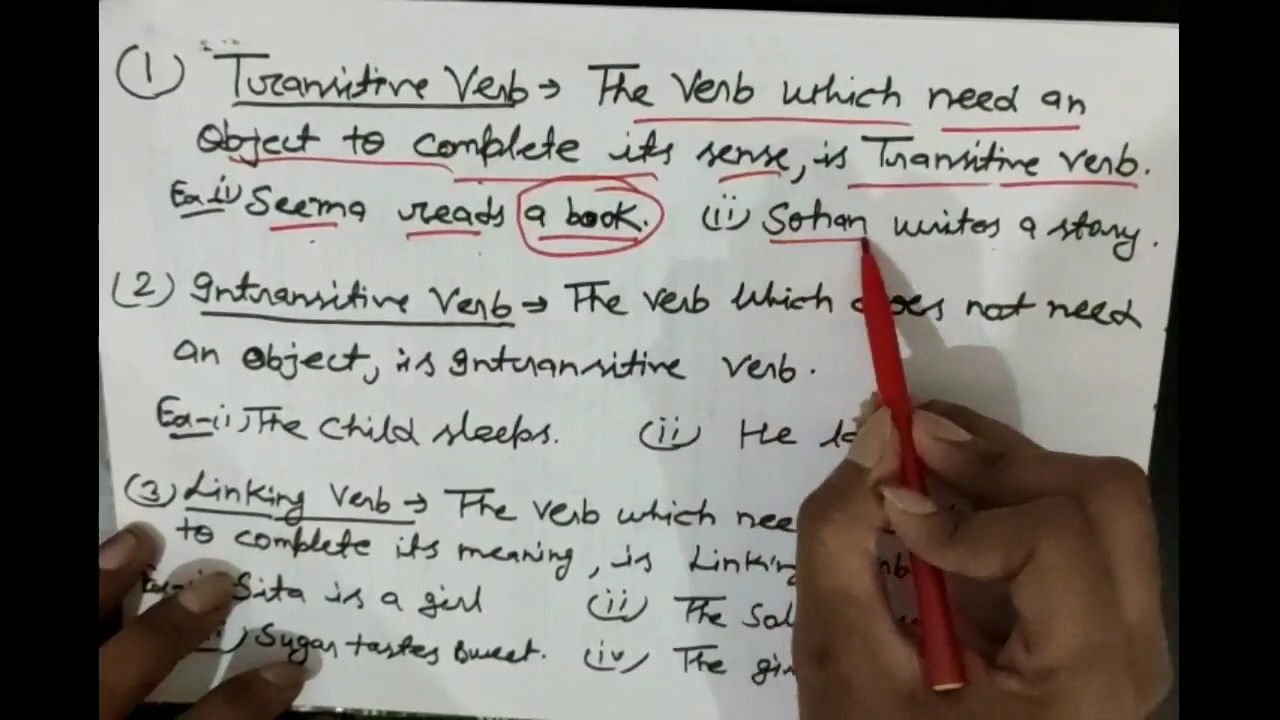 (1) Transitive Verb → The Verb which need an
Object to complete its sense, is Transitive verb.
Ex-i) Seema reads a book. (ii) Sohan writes a story.
(2) Intransitive Verb → The verb which does not need
an object, is Intransitive verb.
Ex-i) The child sleeps. (ii) He
(3) Linking Verb → The verb which
to complete its meaning, is Linking
Sita is a girl (ii) The
Sugar tastes sweet. (iv) The